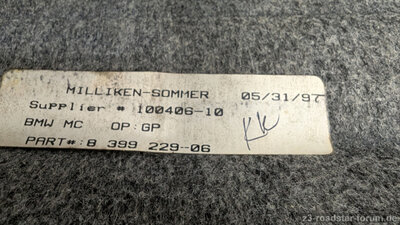 MILLIKEN-SOMMER 05/31/97
Supplier # 100406-10
BMW MC OP:GP
KK
PART#:8 399 229-06
z3-roadster-forum.de